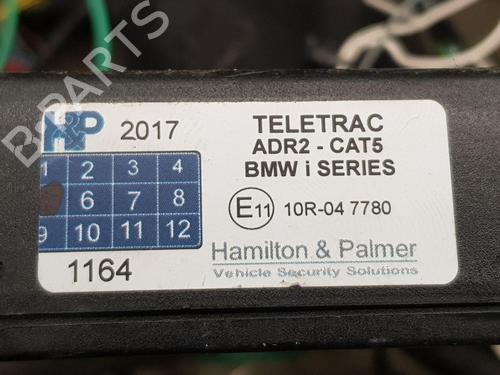 B-PARTS
H&P 2017
1 2 3 4
6 7 8
9 10 11 12
1164
TELETRAC
ADR2 - CAT5
BMW i SERIES
E11 10R-04 7780
Hamilton & Palmer
Vehicle Security Solutions